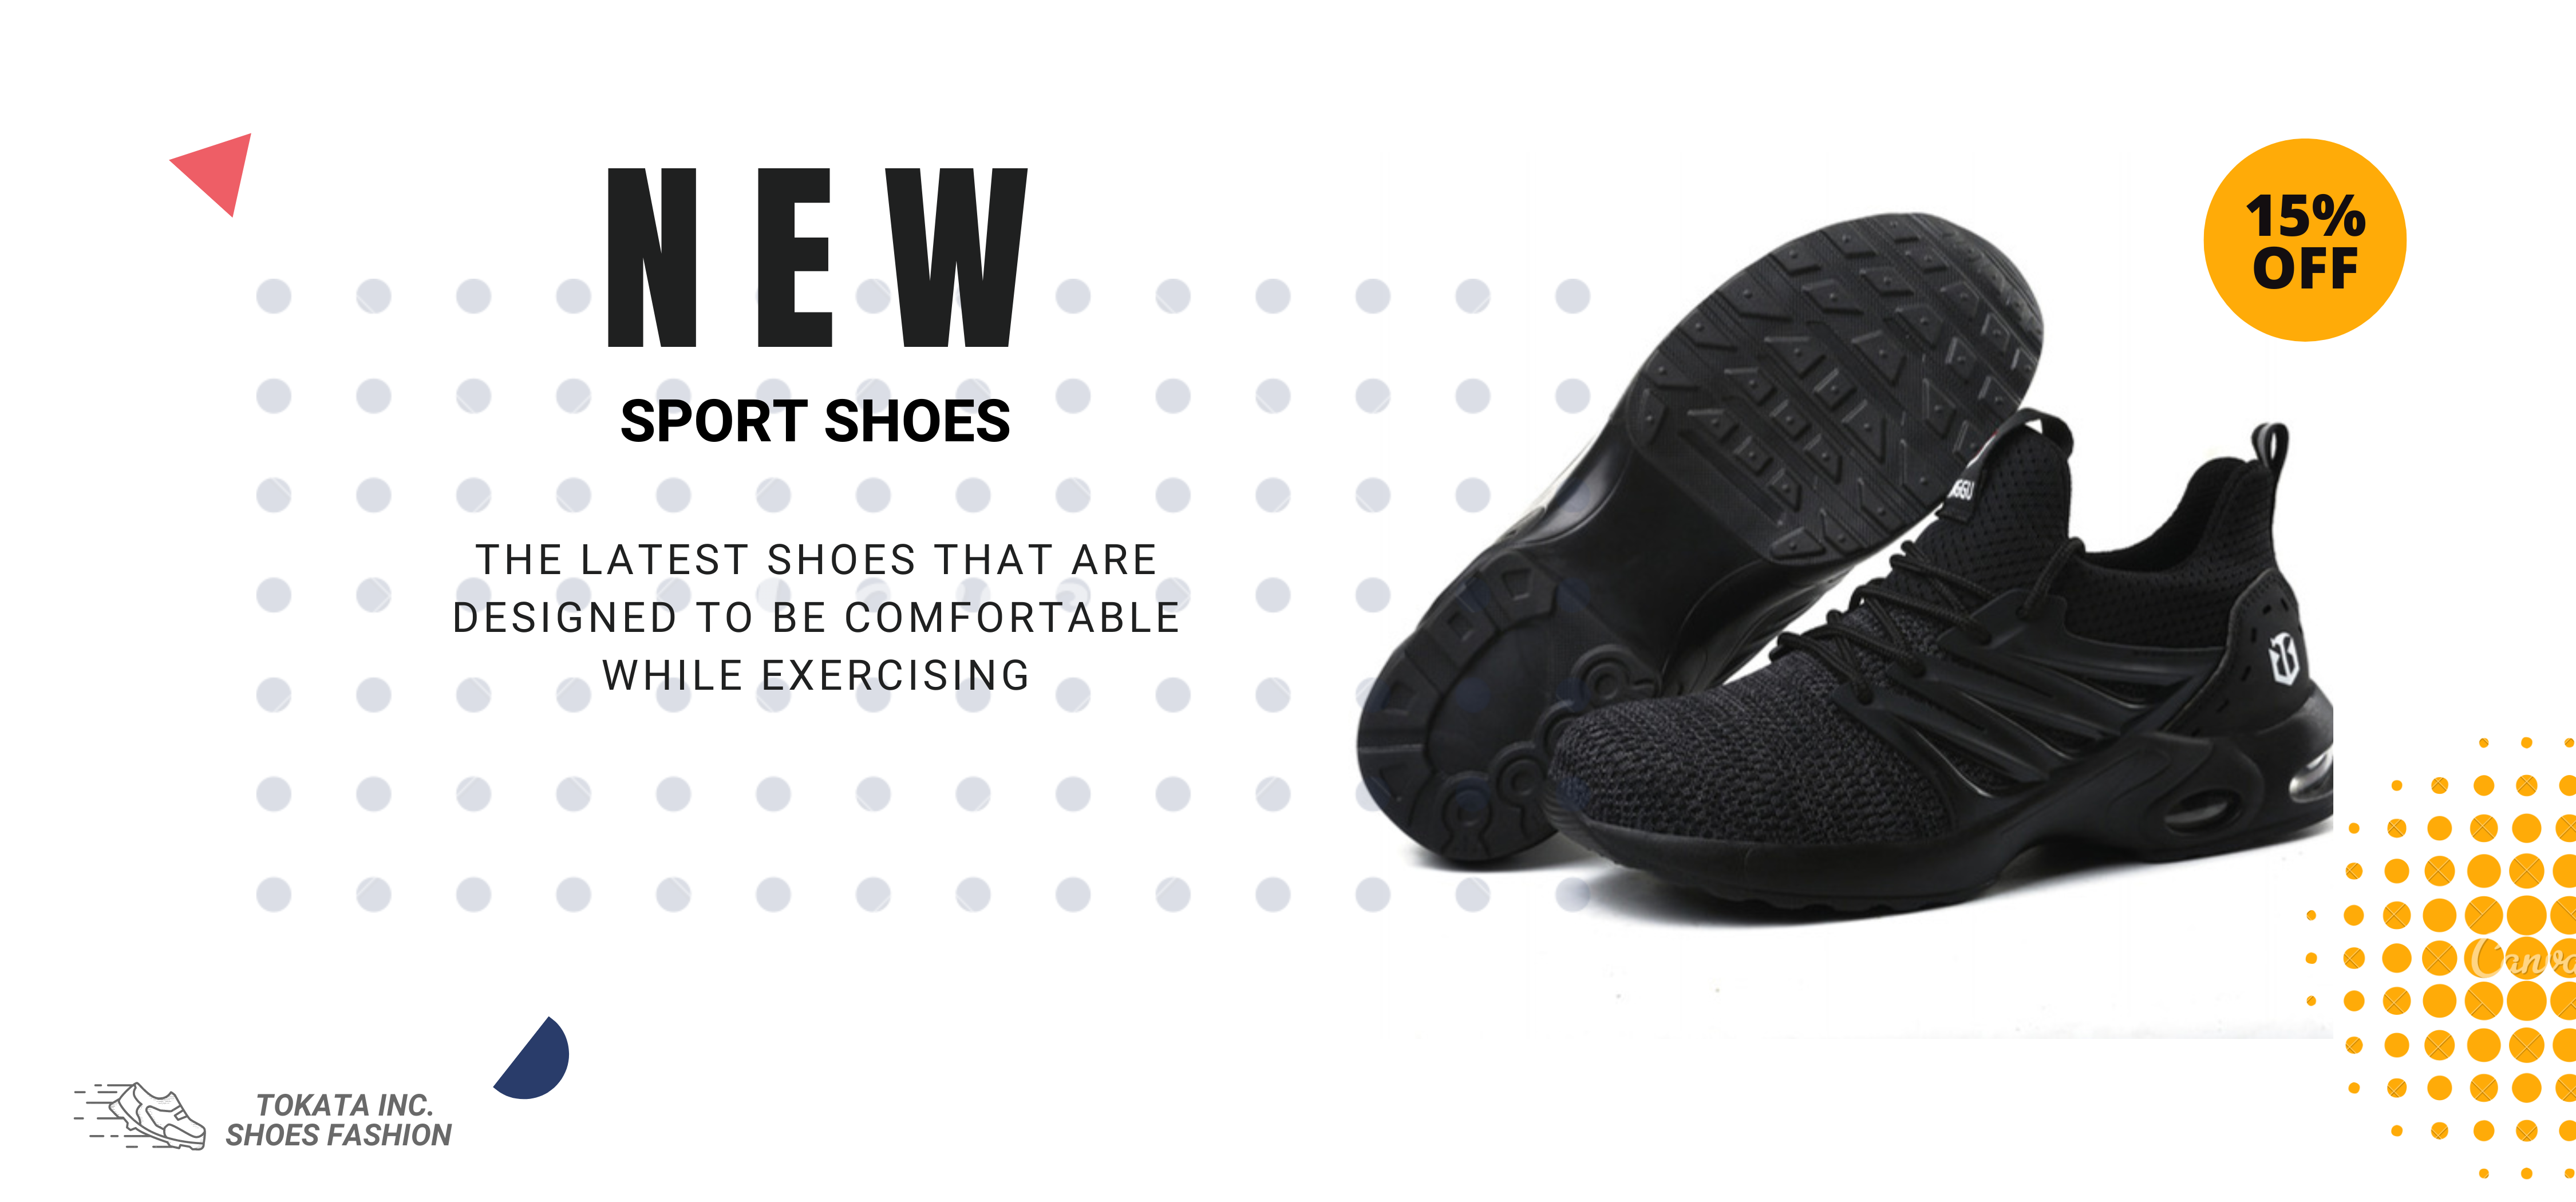 NEW
15%
OFF
SPORT SHOES
THE LATEST SHOES THAT ARE
DESIGNED TO BE COMFORTABLE
WHILE EXERCISING
TOKATA INC.
SHOES FASHION